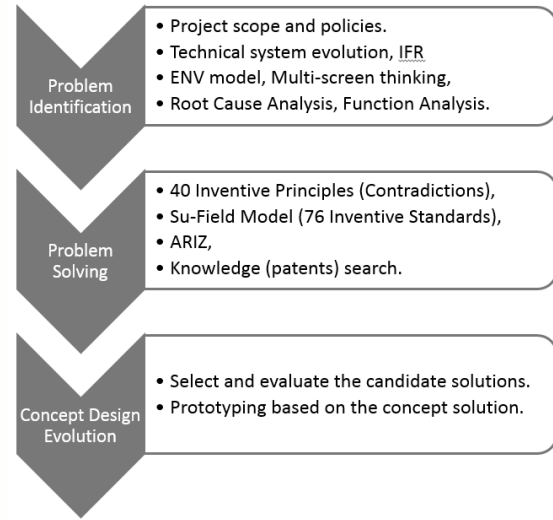 Problem
Identification
• Project scope and policies.
• Technical system evolution, IFR
• ENV model, Multi-screen thinking,
• Root Cause Analysis, Function Analysis.
Problem
Solving
• 40 Inventive Principles (Contradictions),
• Su-Field Model (76 Inventive Standards),
• ARIZ,
• Knowledge (patents) search.
Concept Design
Evolution
• Select and evaluate the candidate solutions.
• Prototyping based on the concept solution.